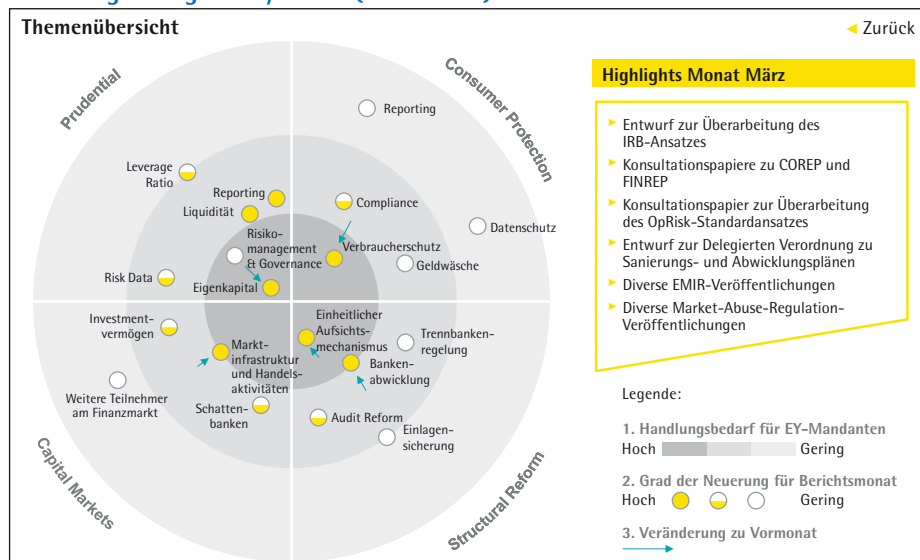 Themenübersicht
Zurück
Prudential
Consumer Protection
Reporting
Leverage
Ratio
Reporting
Liquidität
Compliance
Risiko-
management
& Governance
Verbraucherschutz
Datenschutz
Geldwäsche
Risk Data
Eigenkapital
Investment-
vermögen
Einheitlicher
Aufsichts-
mechanismus
Trennbanken-
regelung
Markt-
infrastruktur
und Handels-
aktivitäten
Banken-
abwicklung
Weitere Teilnehmer
am Finanzmarkt
Schatten-
banken
Audit Reform
Einlagen-
sicherung
Capital Markets
Structural Reform
Highlights Monat März
Entwurf zur Überarbeitung des
IRB-Ansatzes
Konsultationspapiere zu COREP und
FINREP
Konsultationspapier zur Überarbeitung
des OpRisk-Standardansatzes
Entwurf zur Delegierten Verordnung zu
Sanierungs- und Abwicklungsplänen
Diverse EMIR-Veröffentlichungen
Diverse Market-Abuse-Regulation-
Veröffentlichungen
Legende:
1. Handlungsbedarf für EY-Mandanten
Hoch Gering
2. Grad der Neuerung für Berichtsmonat
Hoch Gering
3. Veränderung zu Vormonat